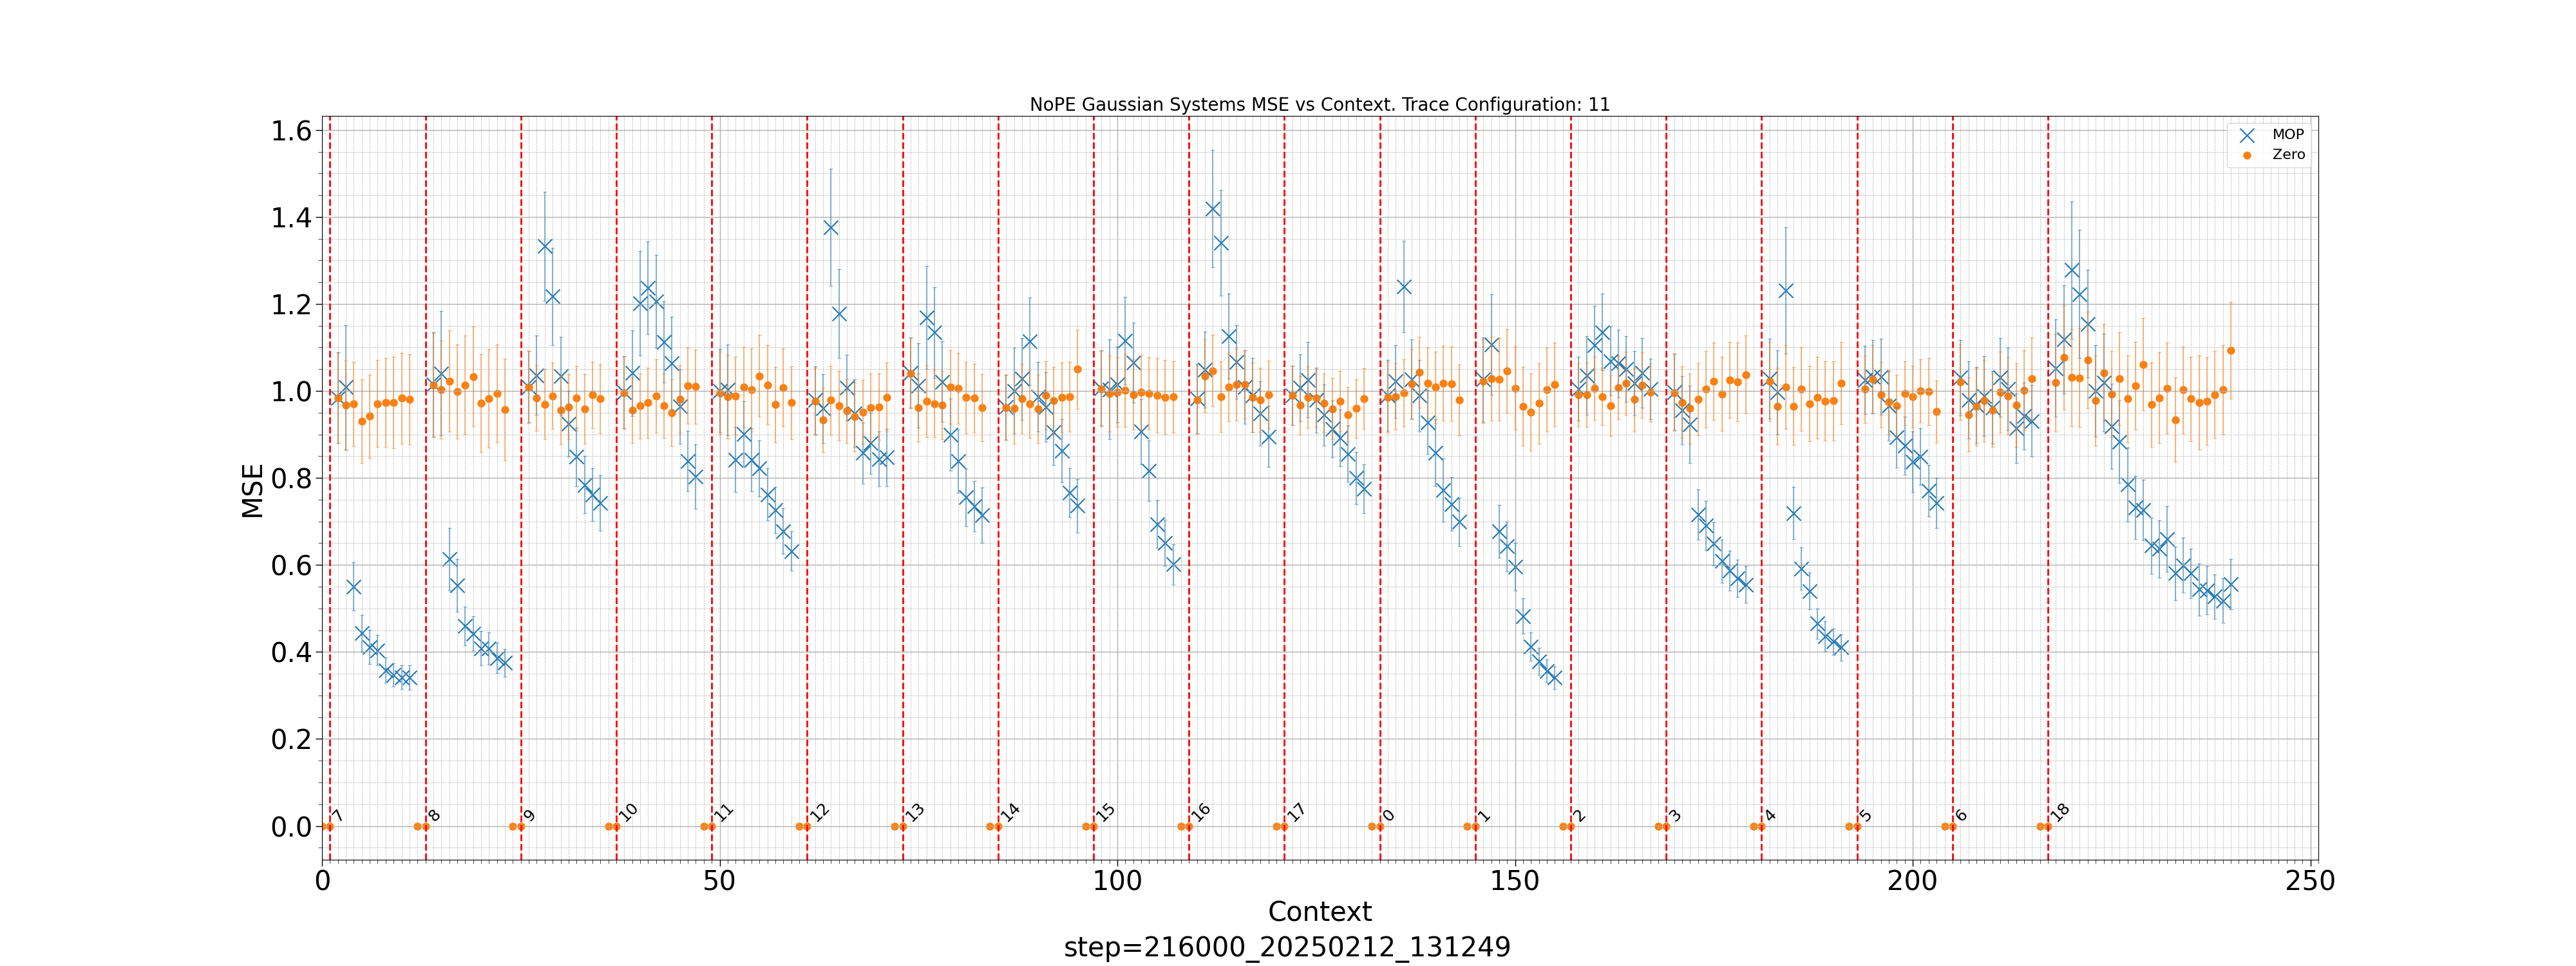 NoPE Gaussian Systems MSE vs Context. Trace Configuration: 11
MOP
Zero
MSE
1.6
1.4
1.2
1.0
0.8
0.6
0.4
0.2
0.0
7 8 9 10 11 12 13 14 15 16 17 0 1 2 3 4 5 6 18
0 50 100 150 200 250
Context
step=216000_20250212_131249